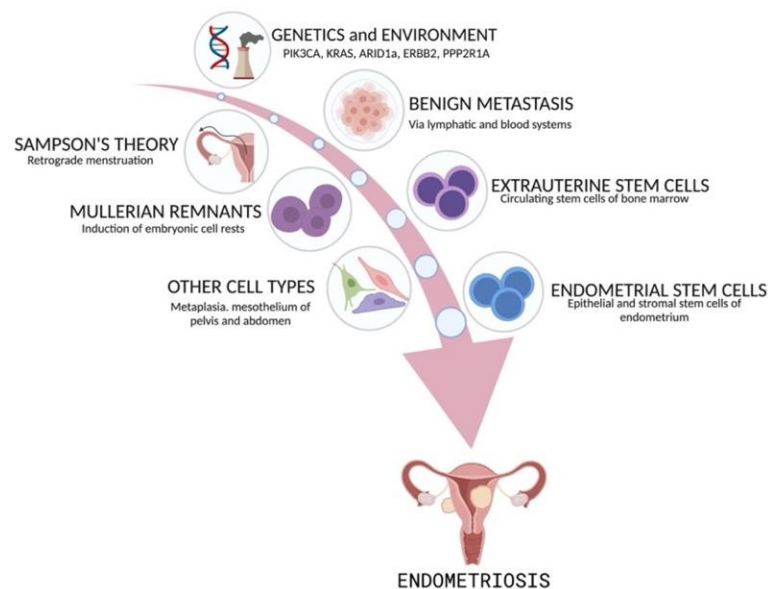 GENETICS and ENVIRONMENT
PIK3CA, KRAS, ARID1a, ERBB2, PPP2R1A
BENIGN METASTASIS
Via lymphatic and blood systems
SAMPSON'S THEORY
Retrograde menstruation
EXTRAUTERINE STEM CELLS
Circulating stem cells of bone marrow
MULLERIAN REMNANTS
Induction of embryonic cell rests
OTHER CELL TYPES
Metaplasia. mesothelium of
pelvis and abdomen
ENDOMETRIAL STEM CELLS
Epithelial and stromal stem cells of
endometrium
ENDOMETRIOSIS